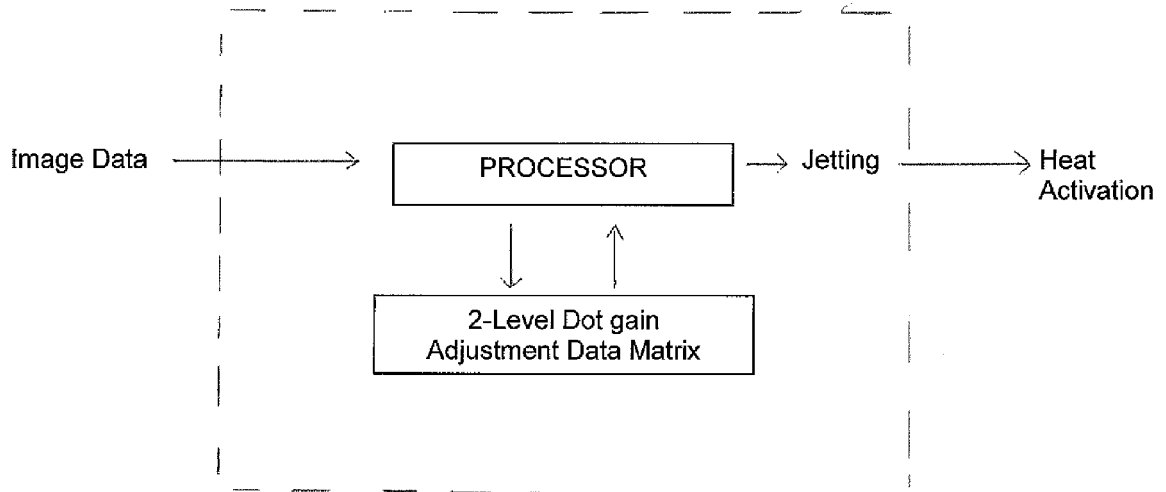 Image Data
PROCESSOR
Jetting
Heat
Activation
2-Level Dot gain
Adjustment Data Matrix